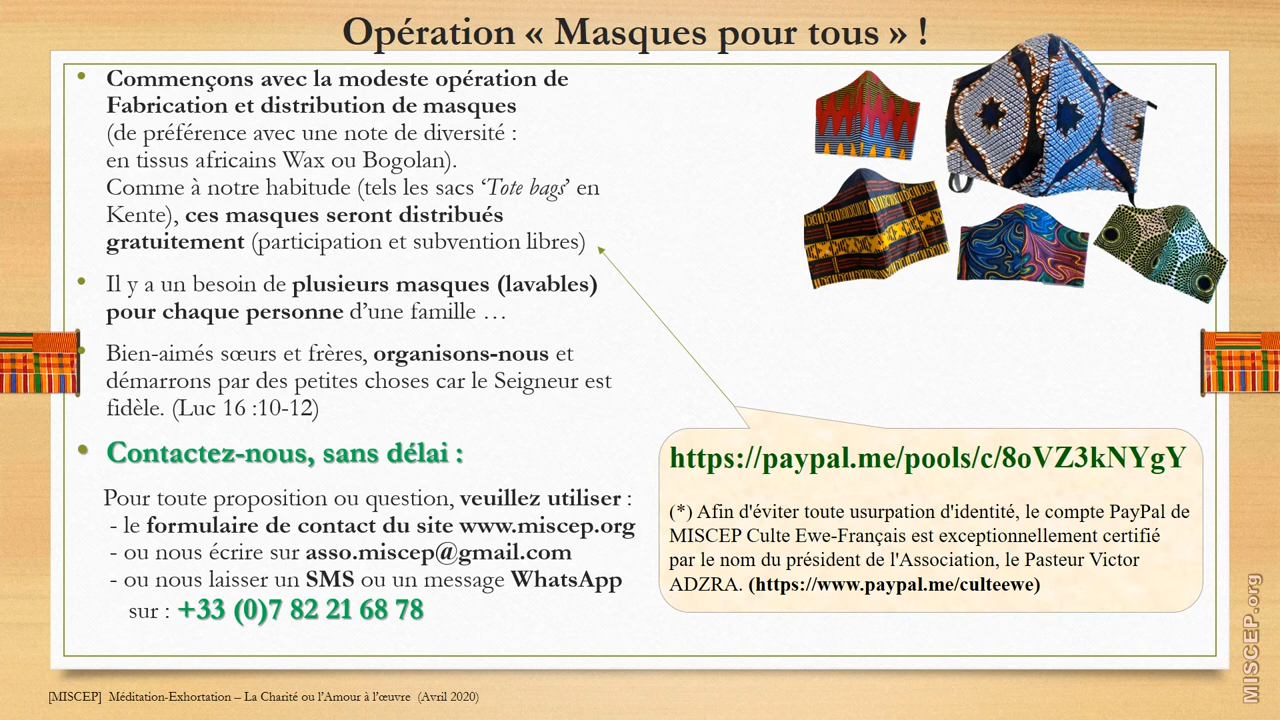 Opération « Masques pour tous » !
• Commençons avec la modeste opération de
Fabrication et distribution de masques
(de préférence avec une note de diversité :
en tissus africains Wax ou Bogolan).
Comme à notre habitude (tels les sacs ‘Tote bags’ en
Kente), ces masques seront distribués
gratuitement (participation et subvention libres)
• Il y a un besoin de plusieurs masques (lavables)
pour chaque personne d’une famille …
• Bien-aimés sœurs et frères, organisons-nous et
démarrons par des petites choses car le Seigneur est
fidèle. (Luc 16 :10-12)
• Contactez-nous, sans délai :
Pour toute proposition ou question, veuillez utiliser :
- le formulaire de contact du site www.miscep.org
- ou nous écrire sur asso.miscep@gmail.com
- ou nous laisser un SMS ou un message WhatsApp
sur : +33 (0)7 82 21 68 78
https://paypal.me/pools/c/8oVZ3kNYgY
(*) Afin d'éviter toute usurpation d'identité, le compte PayPal de
MISCEP Culte Ewe-Français est exceptionnellement certifié
par le nom du président de l'Association, le Pasteur Victor
ADZRA. (https://www.paypal.me/culteewe)
MISCEP.org
[MISCEP] Méditation-Exhortation – La Charité ou l’Amour à l’œuvre (Avril 2020)